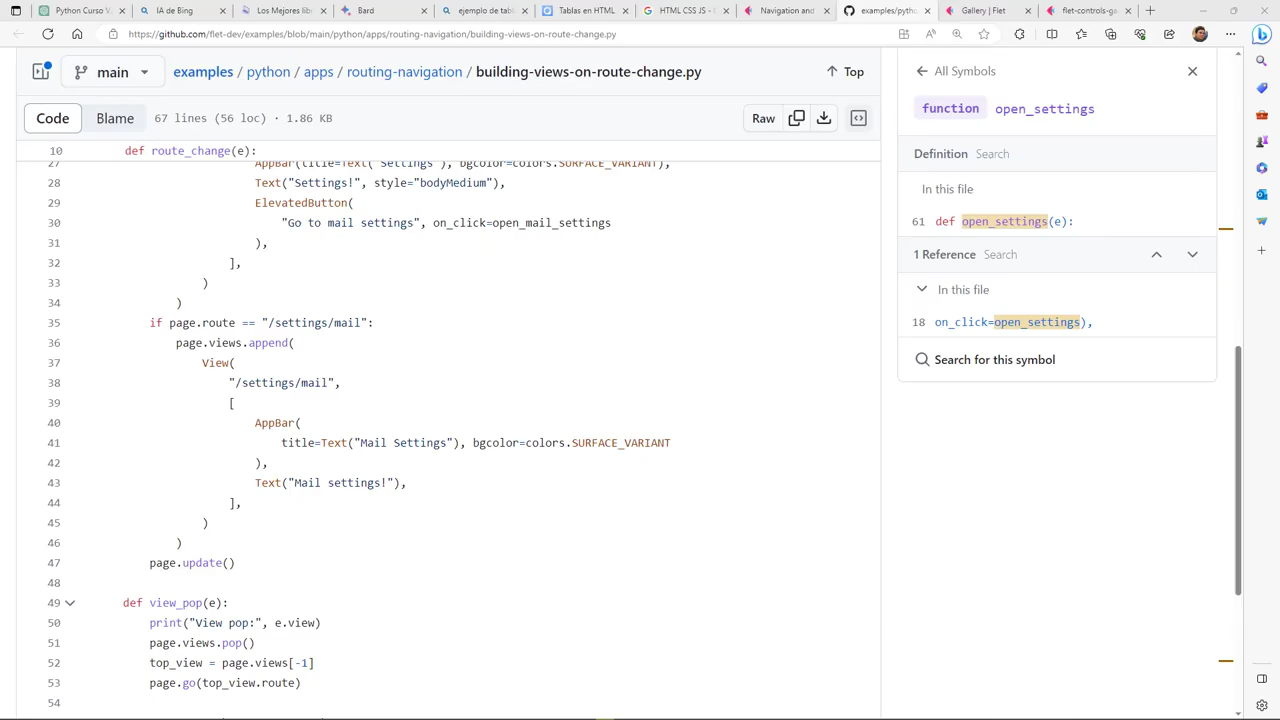 Python Curso V
IA de Bing
Los Mejores libr
Bard
ejemplo de tabl
Tablas en HTML
HTML CSS JS - G
Navigation and
examples/pytho
Gallery | Flet
flet-controls-ga
https://github.com/flet-dev/examples/blob/main/python/apps/routing-navigation/building-views-on-route-change.py
main
examples / python / apps / routing-navigation / building-views-on-route-change.py
Top
Code Blame 67 lines (56 loc) · 1.86 KB
Raw
10 def route_change(e):
27 AppBar(title=Text("Settings"), bgcolor=colors.SURFACE_VARIANT),
28 Text("Settings!", style="bodyMedium"),
29 ElevatedButton(
30 "Go to mail settings", on_click=open_mail_settings
31 ),
32 ],
33 )
34 )
35 if page.route == "/settings/mail":
36 page.views.append(
37 View(
38 "/settings/mail",
39 [
40 AppBar(
41 title=Text("Mail Settings"), bgcolor=colors.SURFACE_VARIANT
42 ),
43 Text("Mail settings!"),
44 ],
45 )
46 )
47 page.update()
48
49 def view_pop(e):
50 print("View pop:", e.view)
51 page.views.pop()
52 top_view = page.views[-1]
53 page.go(top_view.route)
54
All Symbols
function open_settings
Definition Search
In this file
61 def open_settings(e):
1 Reference Search
In this file
18 on_click=open_settings),
Search for this symbol